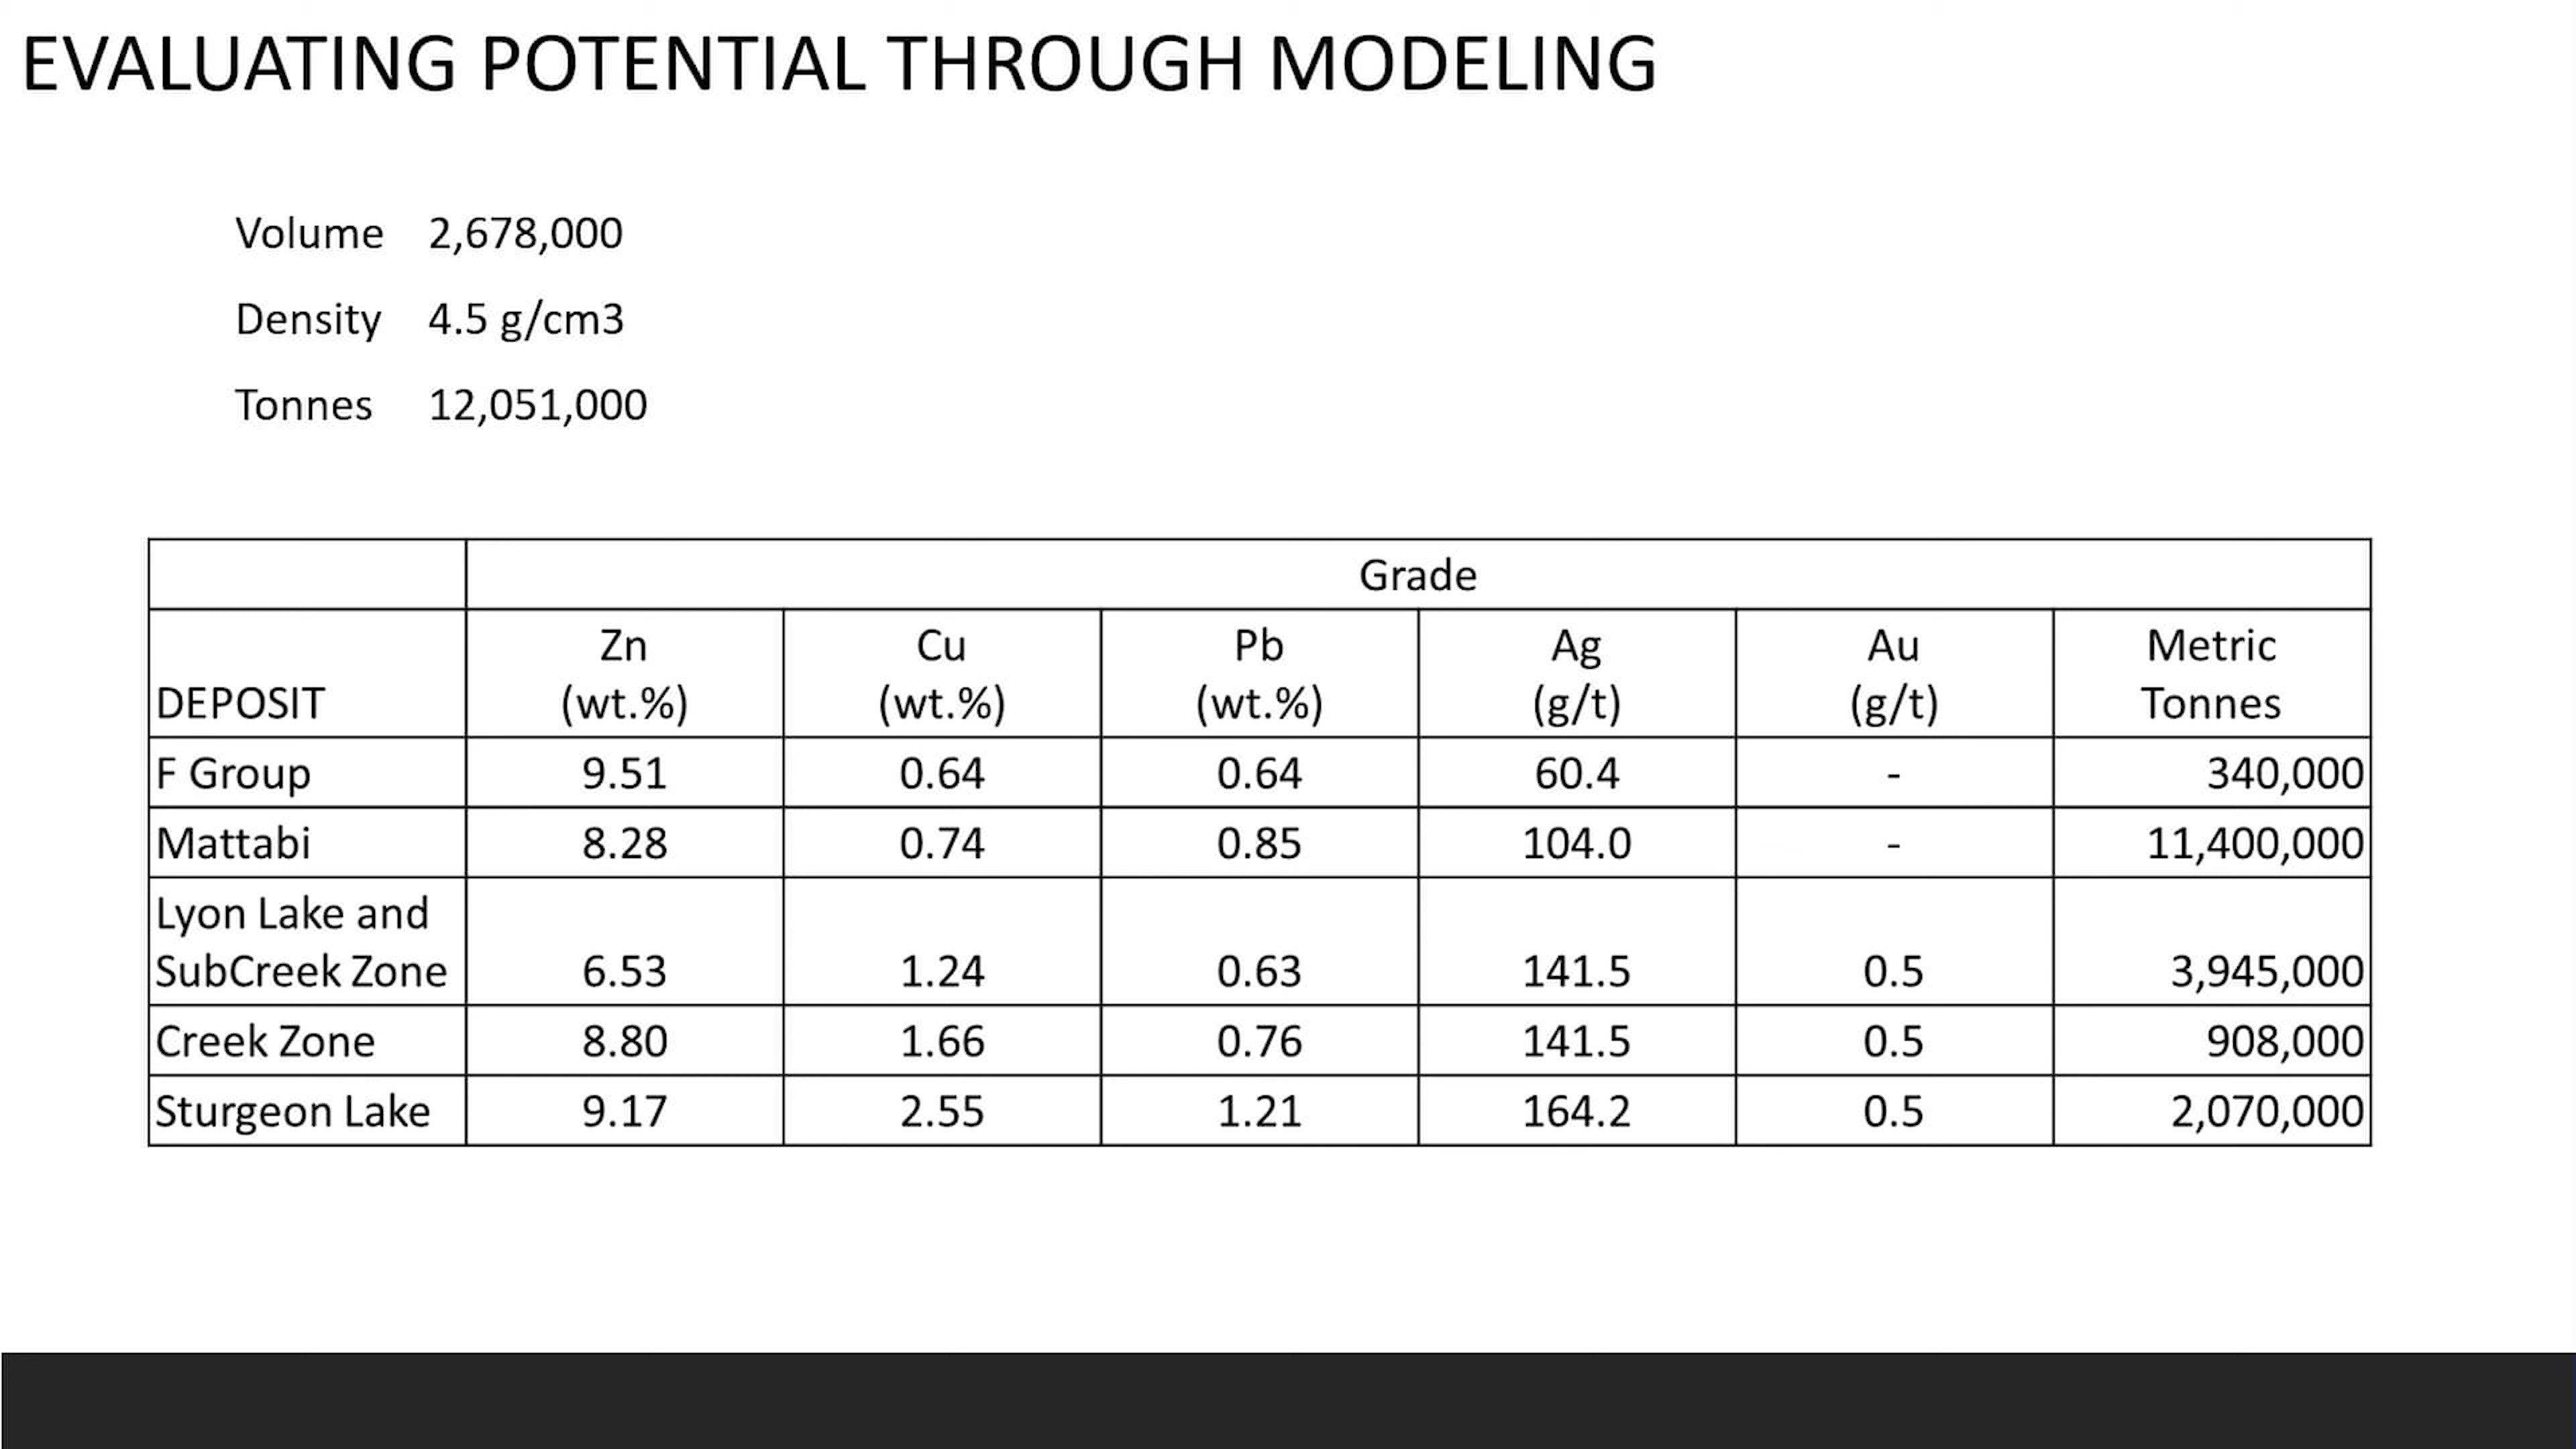 EVALUATING POTENTIAL THROUGH MODELING
Volume 2,678,000
Density 4.5 g/cm3
Tonnes 12,051,000
Grade
DEPOSIT Zn (wt.%) Cu (wt.%) Pb (wt.%) Ag (g/t) Au (g/t) Metric Tonnes
F Group 9.51 0.64 0.64 60.4 - 340,000
Mattabi 8.28 0.74 0.85 104.0 - 11,400,000
Lyon Lake and
SubCreek Zone 6.53 1.24 0.63 141.5 0.5 3,945,000
Creek Zone 8.80 1.66 0.76 141.5 0.5 908,000
Sturgeon Lake 9.17 2.55 1.21 164.2 0.5 2,070,000